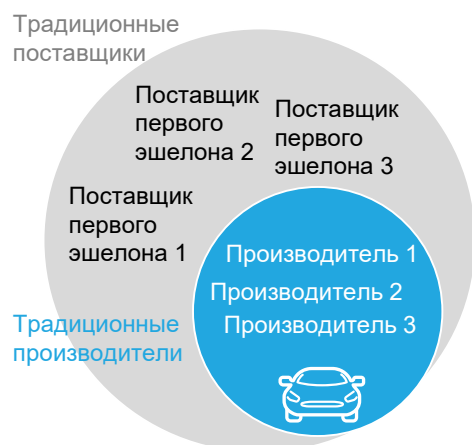 Традиционные
поставщики
Поставщик
первого
эшелона 2
Поставщик
первого
эшелона 3
Поставщик
первого
эшелона 1
Производитель 1
Производитель 2
Производитель 3
Традиционные
производители